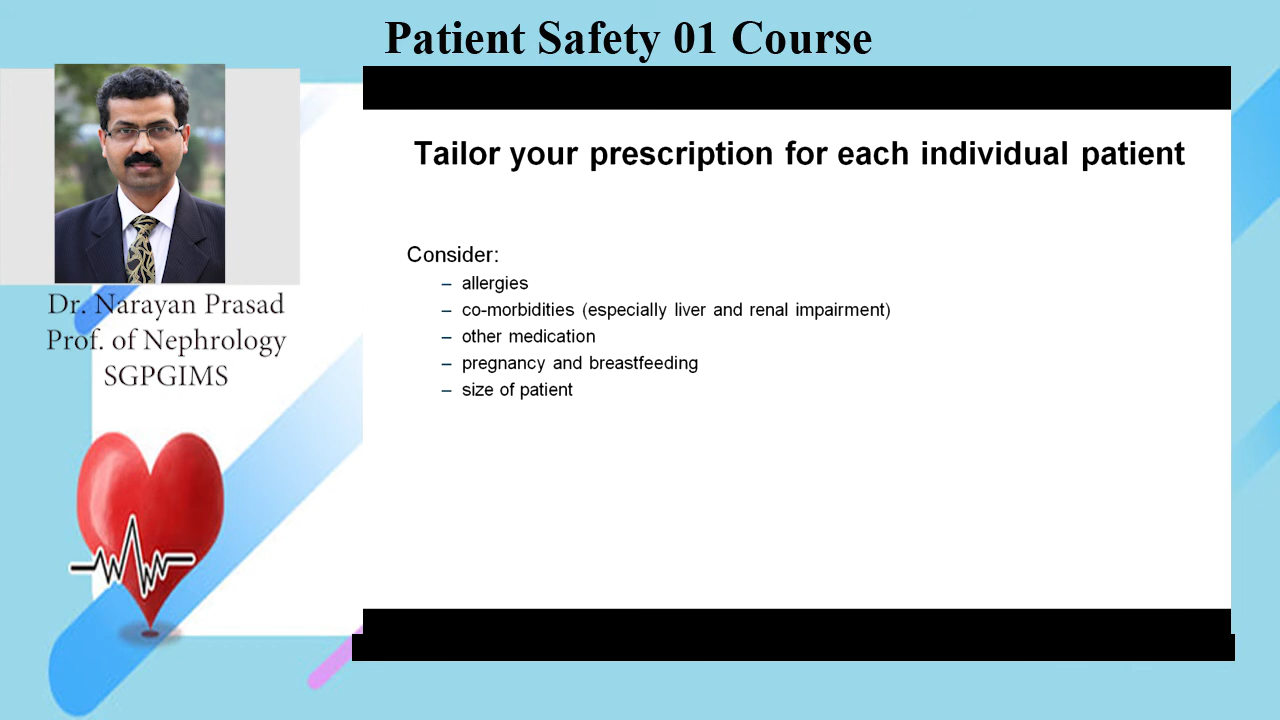 Patient Safety 01 Course
Dr. Narayan Prasad
Prof. of Nephrology
SGPGIMS
Tailor your prescription for each individual patient
Consider:
– allergies
– co-morbidities (especially liver and renal impairment)
– other medication
– pregnancy and breastfeeding
– size of patient